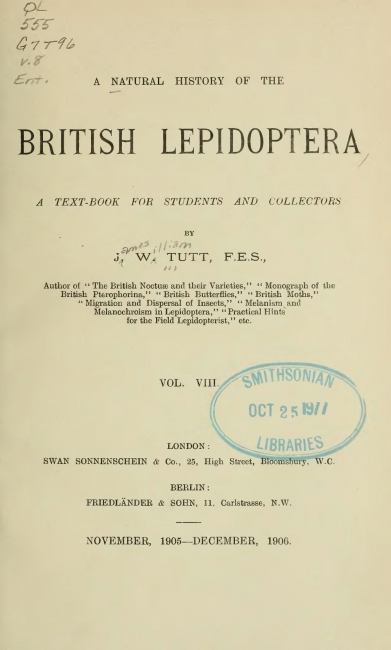 QL
555
G7T96
v.8
Ent.
A NATURAL HISTORY OF THE
BRITISH LEPIDOPTERA
A TEXT-BOOK FOR STUDENTS AND COLLECTORS
BY
ames illiam
J. W. TUTT, F.E.S.,
Author of "The British Noctuæ and their Varieties," "Monograph of the
British Pterophorina," "British Butterflies," "British Moths,"
"Migration and Dispersal of Insects," "Melanism and
Melanochroism in Lepidoptera," "Practical Hints
for the Field Lepidopterist," etc.
VOL. VIII.
SMITHSONIAN
OCT 25 1977
LIBRARIES
LONDON:
SWAN SONNENSCHEIN & Co., 25, High Street, Bloomsbury, W.C.
BERLIN:
FRIEDLÄNDER & SOHN, 11, Carlstrasse, N.W.
NOVEMBER, 1905—DECEMBER, 1906.